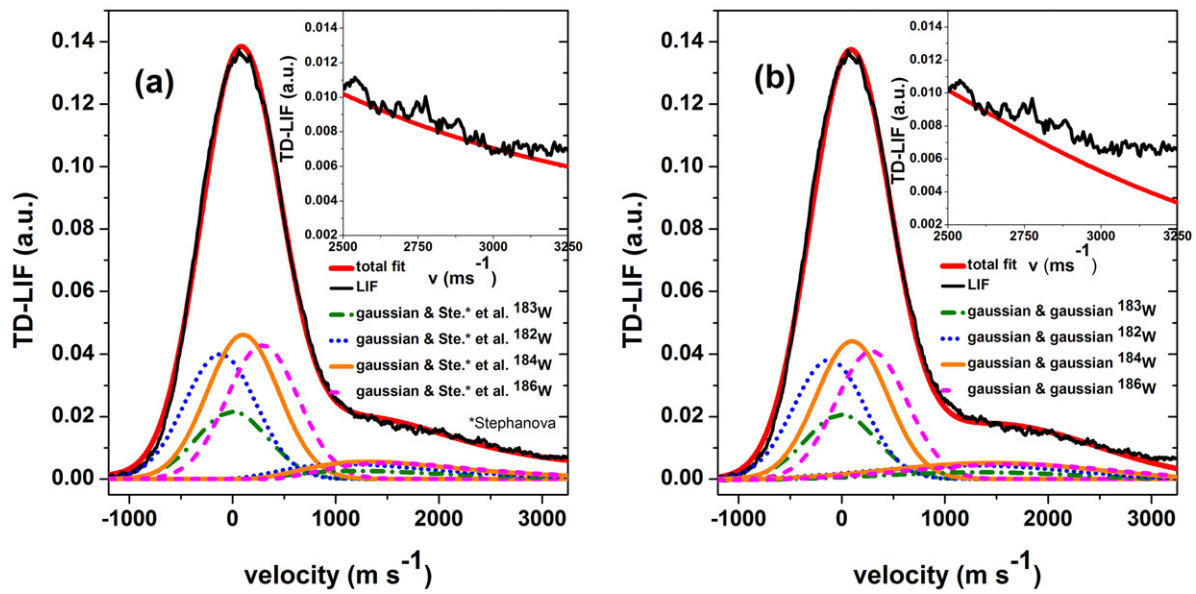 (a)
TD-LIF (a.u.)
0.14
0.12
0.10
0.08
0.06
0.04
0.02
0.00
-1000
0
1000
2000
3000
velocity (m s-1)
TD-LIF (a.u.)
0.014
0.012
0.010
0.008
0.006
0.004
0.002
2500
2750
3000
3250
v (ms-1)
total fit
LIF
gaussian & Ste.* et al. 183W
gaussian & Ste.* et al. 182W
gaussian & Ste.* et al. 184W
gaussian & Ste.* et al. 186W
*Stephanova
(b)
TD-LIF (a.u.)
0.14
0.12
0.10
0.08
0.06
0.04
0.02
0.00
-1000
0
1000
2000
3000
velocity (m s-1)
TD-LIF (a.u.)
0.014
0.012
0.010
0.008
0.006
0.004
0.002
2500
2750
3000
3250
total fit v (ms-1)
LIF
gaussian & gaussian 183W
gaussian & gaussian 182W
gaussian & gaussian 184W
gaussian & gaussian 186W